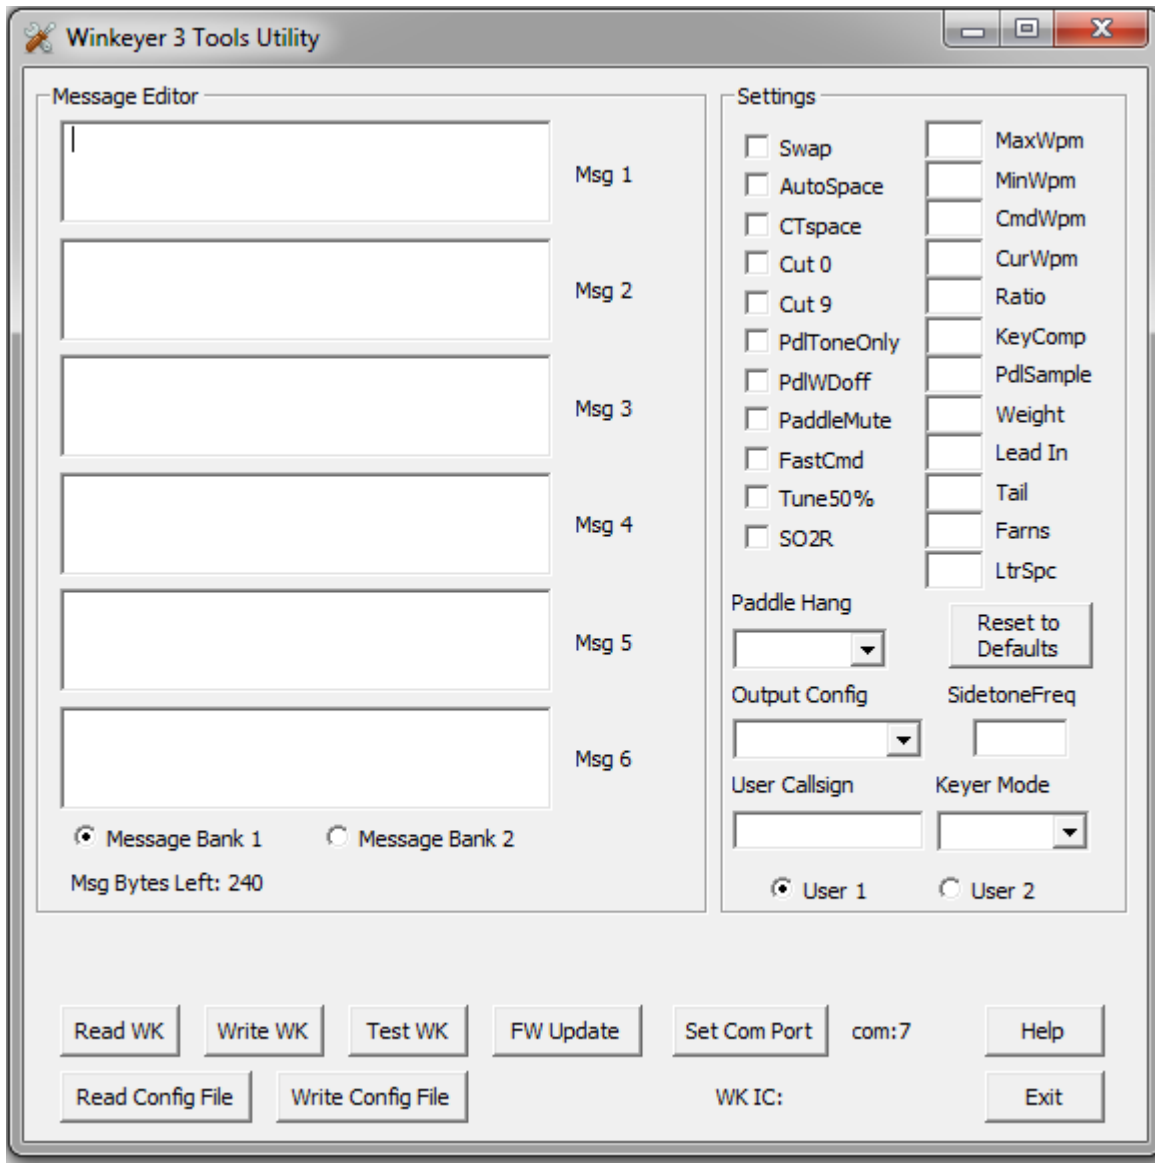 Winkeyer 3 Tools Utility
Message Editor
Msg 1
Msg 2
Msg 3
Msg 4
Msg 5
Msg 6
Message Bank 1 Message Bank 2
Msg Bytes Left: 240
Settings
Swap
AutoSpace
CTspace
Cut 0
Cut 9
PdlToneOnly
PdlWDoff
PaddleMute
FastCmd
Tune50%
SO2R
MaxWpm
MinWpm
CmdWpm
CurWpm
Ratio
KeyComp
PdlSample
Weight
Lead In
Tail
Farns
LtrSpc
Paddle Hang
Reset to
Defaults
Output Config SidetoneFreq
User Callsign Keyer Mode
User 1 User 2
Read WK Write WK Test WK FW Update Set Com Port com:7 Help
Read Config File Write Config File WK IC: Exit